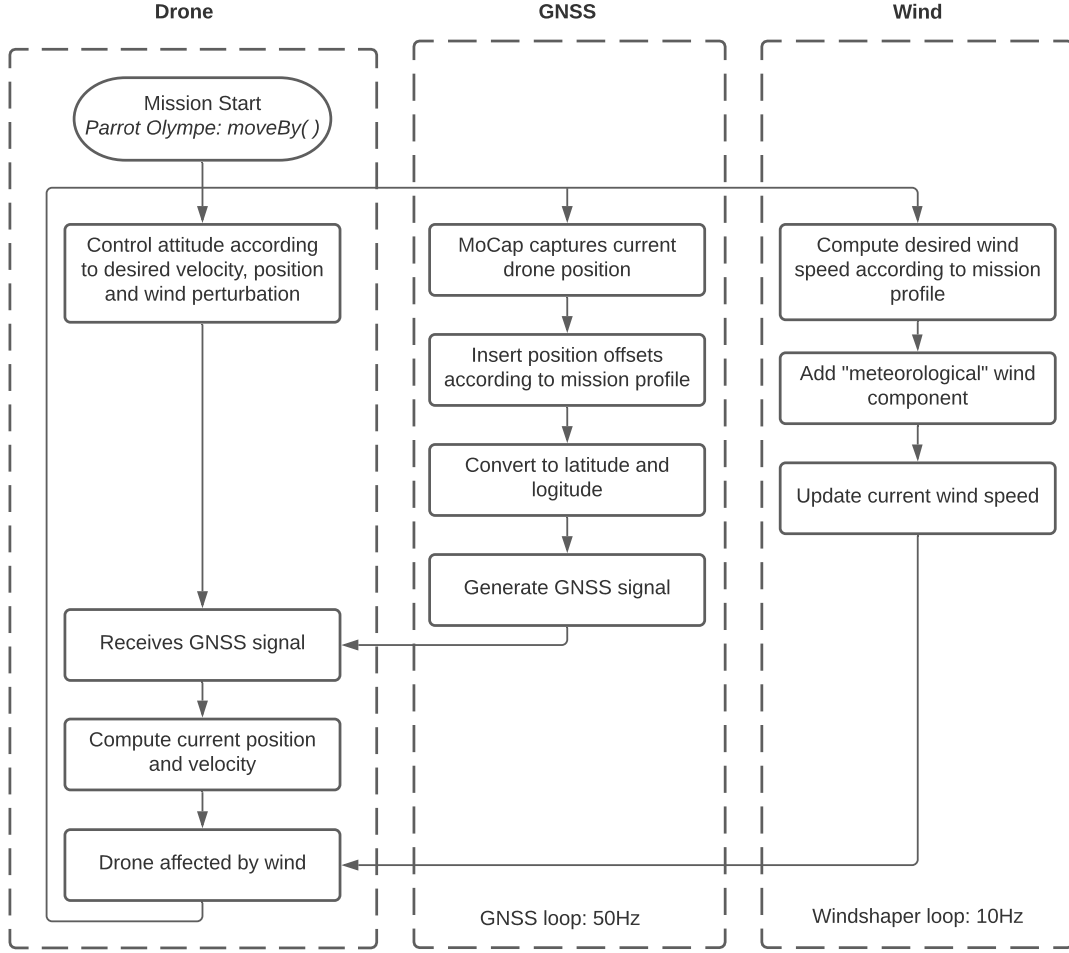 Drone
GNSS
Wind
Mission Start
Parrot Olympe: moveBy( )
Control attitude according
to desired velocity, position
and wind perturbation
MoCap captures current
drone position
Compute desired wind
speed according to mission
profile
Insert position offsets
according to mission profile
Add "meteorological" wind
component
Convert to latitude and
logitude
Update current wind speed
Generate GNSS signal
Receives GNSS signal
Compute current position
and velocity
Drone affected by wind
GNSS loop: 50Hz
Windshaper loop: 10Hz